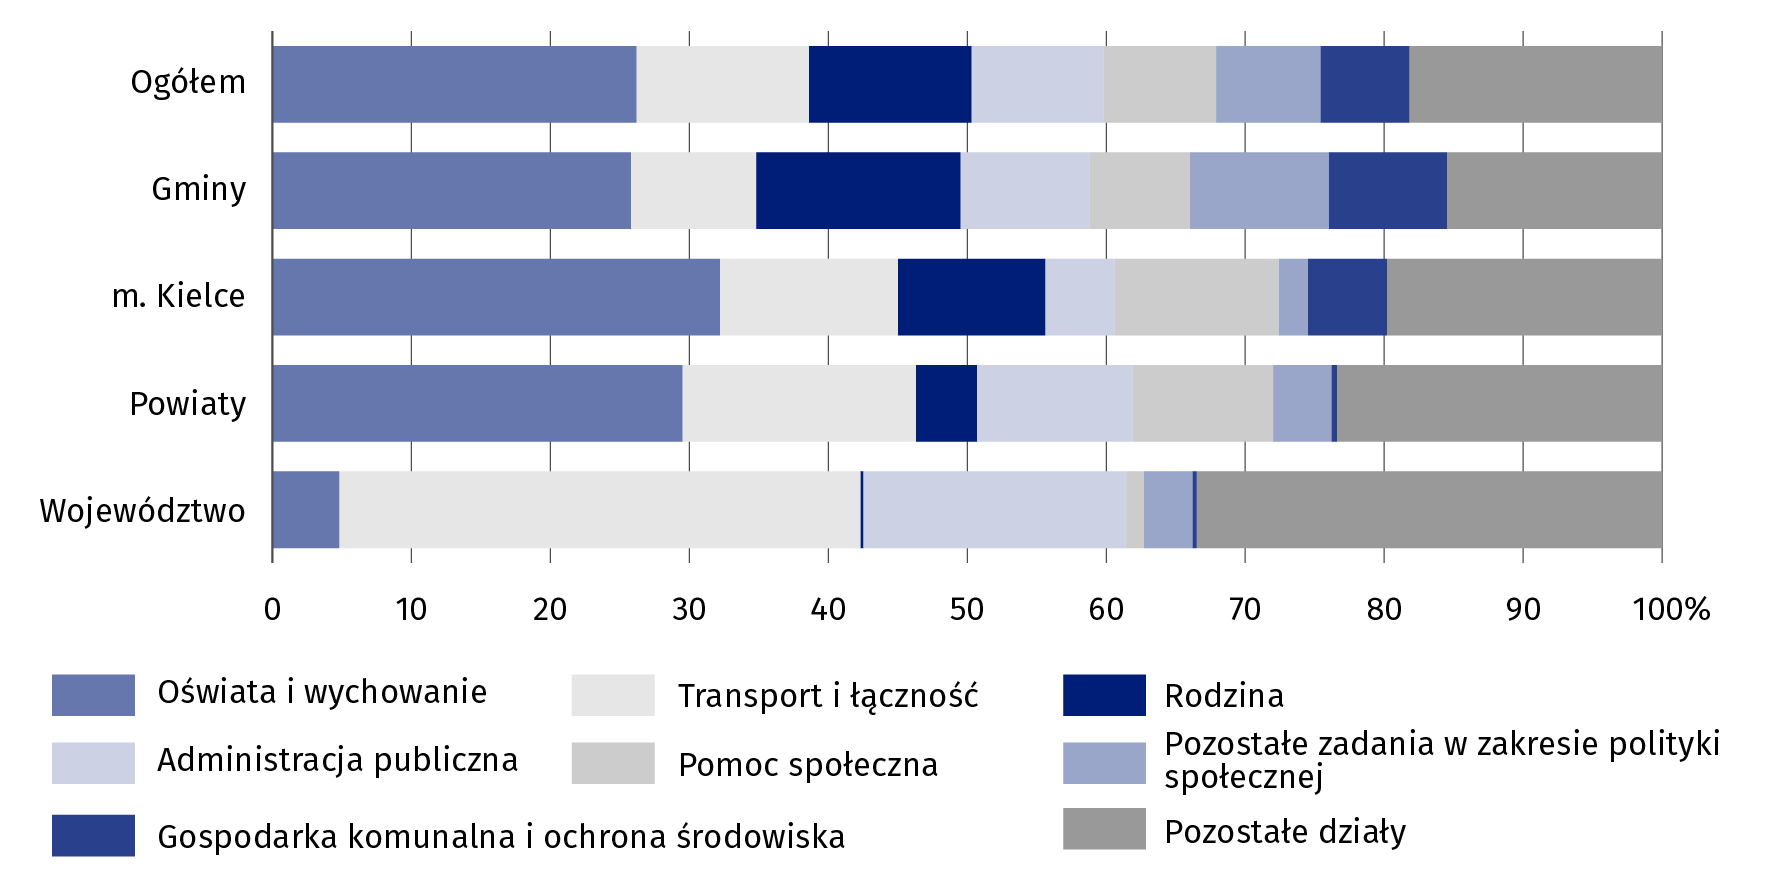 Ogółem
Gminy
m. Kielce
Powiaty
Województwo
0 10 20 30 40 50 60 70 80 90 100%
Oświata i wychowanie
Transport i łączność
Rodzina
Administracja publiczna
Pomoc społeczna
Pozostałe zadania w zakresie polityki
społecznej
Gospodarka komunalna i ochrona środowiska
Pozostałe działy